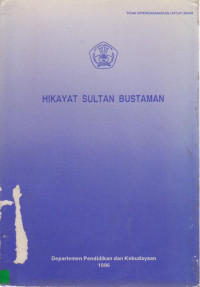 TIDAK DIPERDAGANGKAN UNTUK UMUM
HIKAYAT SULTAN BUSTAMAN
Departemen Pendidikan dan Kebudayaan
1996